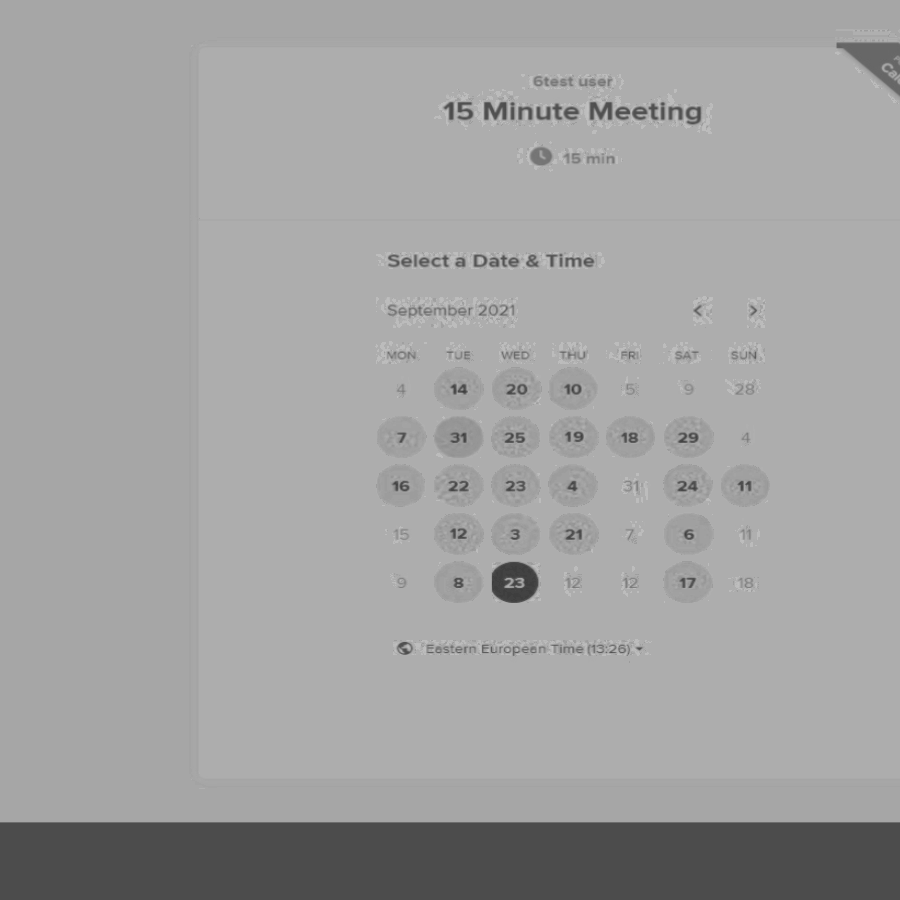 6test user
15 Minute Meeting
15 min
Select a Date & Time
September 2021
MON TUE WED THU FRI SAT SUN
4 14 20 10 5 9 28
7 31 25 19 18 29 4
16 22 23 4 31 24 11
15 12 3 21 7 6 11
9 8 23 12 12 17 18
Eastern European Time (13:26)